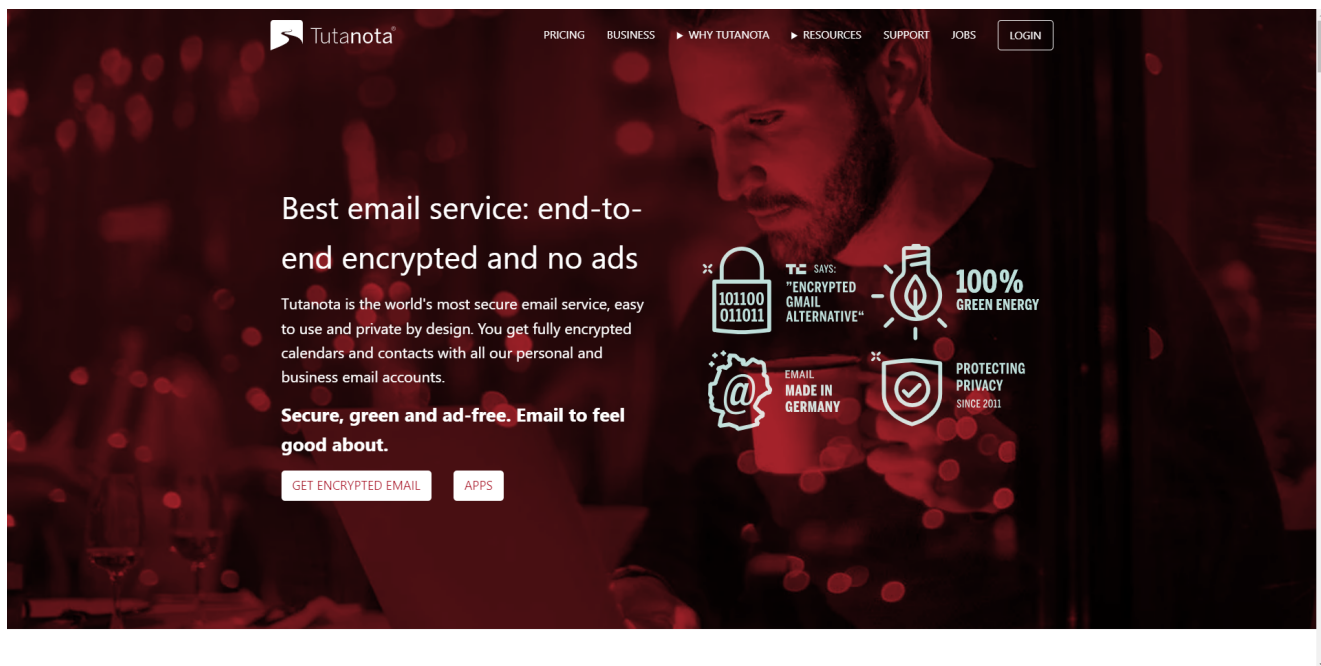 Tutanota®
PRICING BUSINESS ▶ WHY TUTANOTA ▶ RESOURCES SUPPORT JOBS LOGIN
Best email service: end-to-
end encrypted and no ads
Tutanota is the world's most secure email service, easy
to use and private by design. You get fully encrypted
calendars and contacts with all our personal and
business email accounts.
Secure, green and ad-free. Email to feel
good about.
GET ENCRYPTED EMAIL APPS
101100
011011
TC SAYS:
"ENCRYPTED
GMAIL
ALTERNATIVE“
100%
GREEN ENERGY
@
EMAIL
MADE IN
GERMANY
PROTECTING
PRIVACY
SINCE 2011